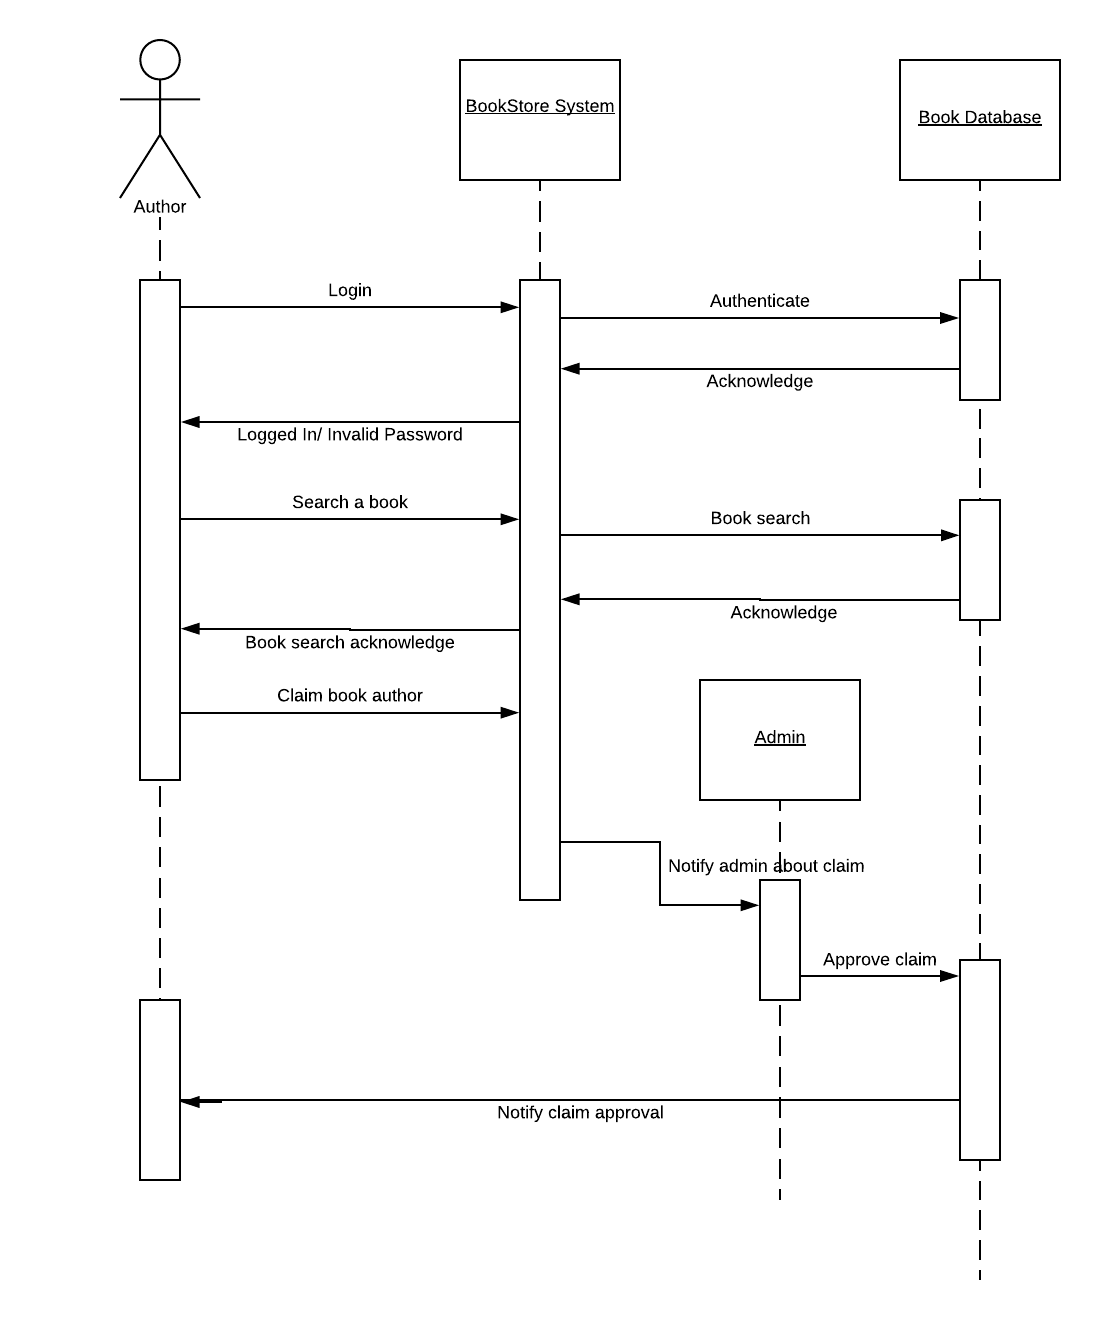 BookStore System
Book Database
Author
Login
Authenticate
Acknowledge
Logged In/ Invalid Password
Search a book
Book search
Acknowledge
Book search acknowledge
Claim book author
Admin
Notify admin about claim
Approve claim
Notify claim approval